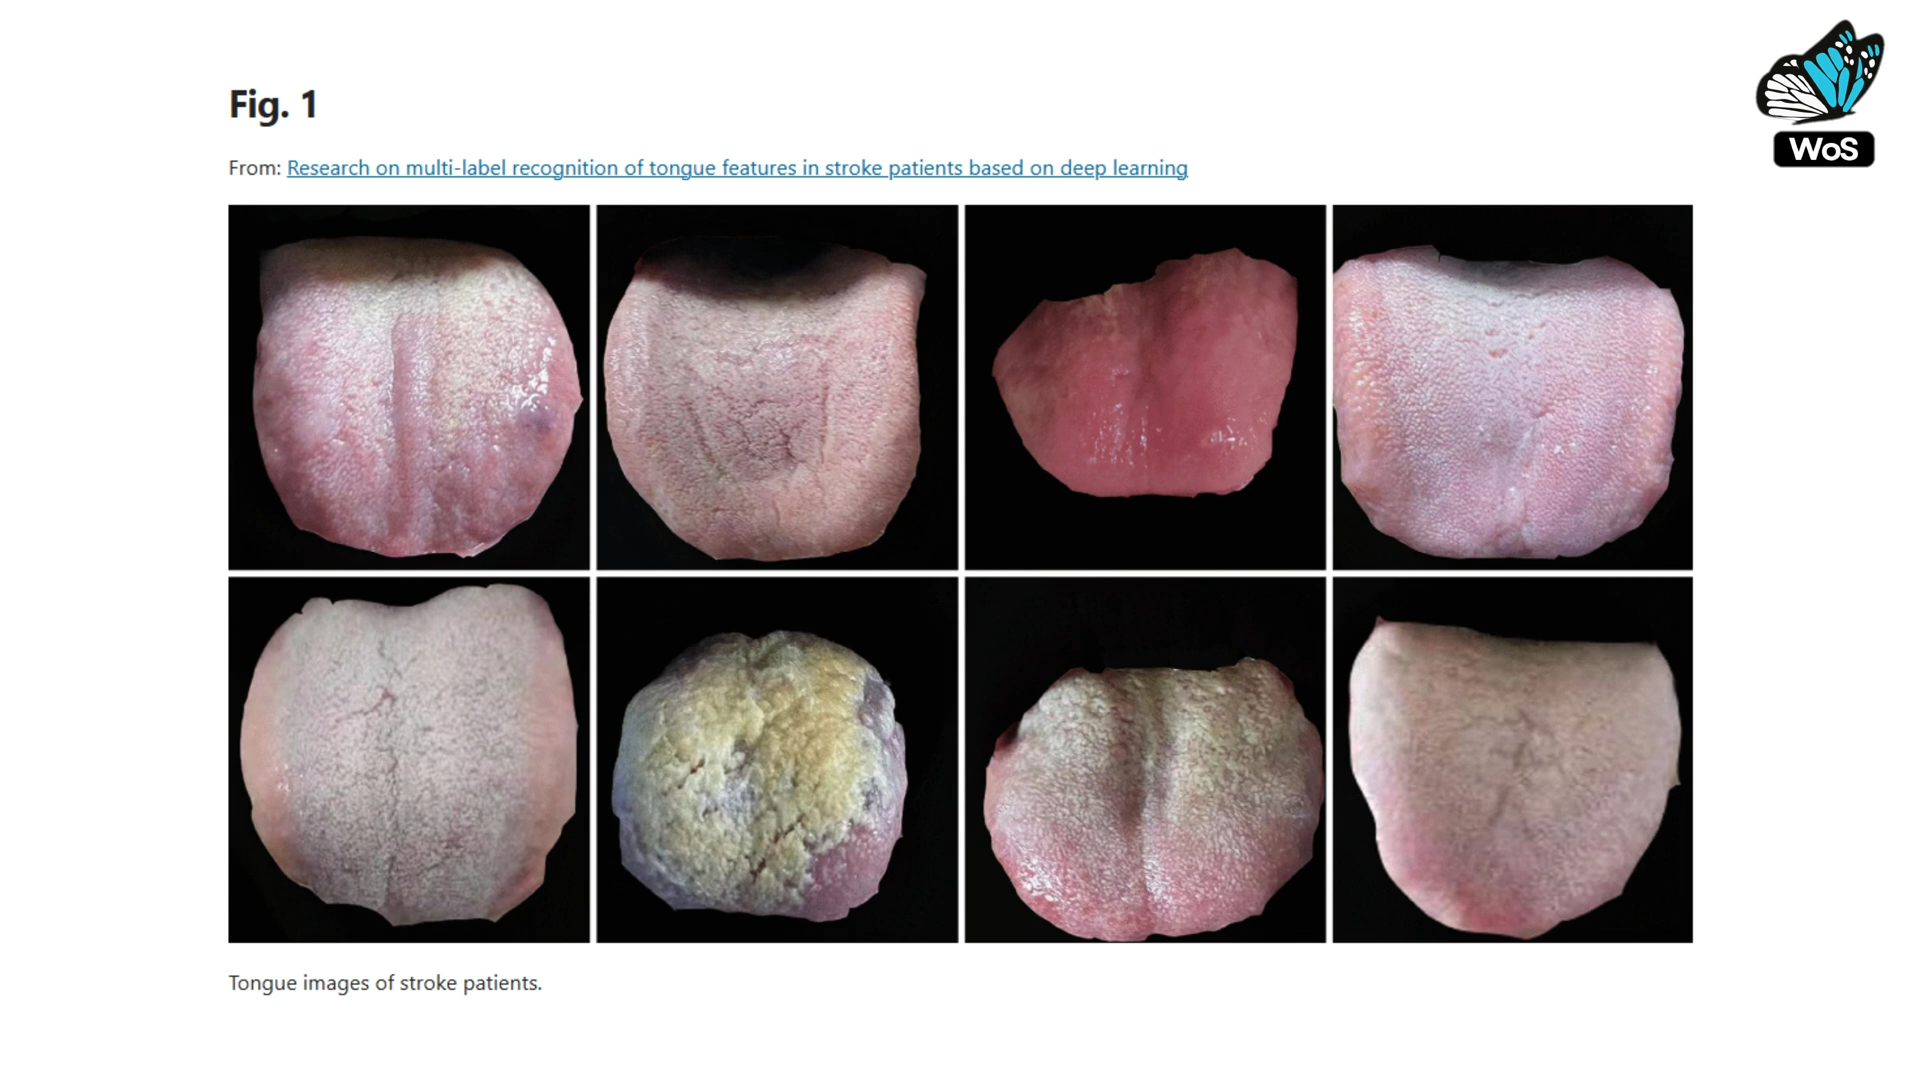 Fig. 1
WoS
From: Research on multi-label recognition of tongue features in stroke patients based on deep learning
Tongue images of stroke patients.